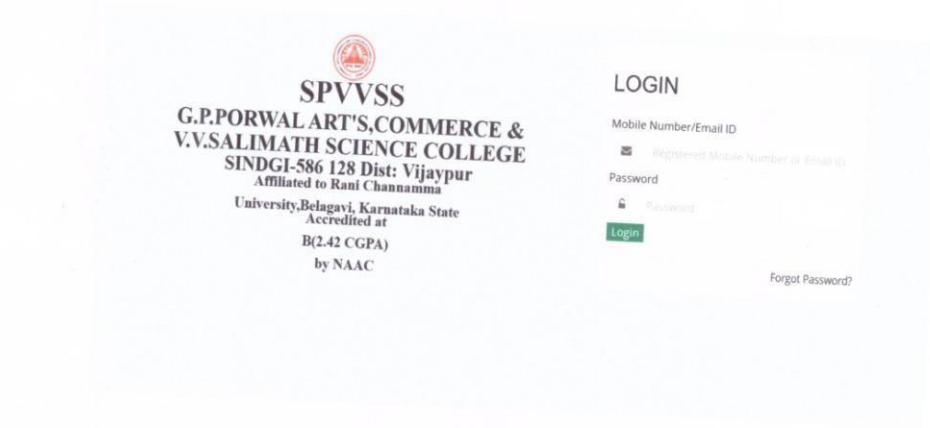 SPVVSS
G.P.PORWAL ART'S,COMMERCE &
V.V.SALIMATH SCIENCE COLLEGE
SINDGI-586 128 Dist: Vijaypur
Affiliated to Rani Channamma
University,Belagavi, Karnataka State
Accredited at
B(2.42 CGPA)
by NAAC
LOGIN
Mobile Number/Email ID
Registered Mobile Number or Email ID
Password
Password
Login
Forgot Password?